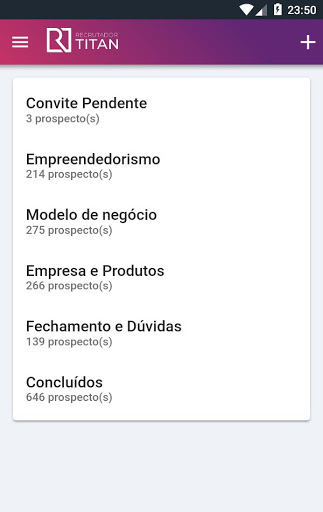 23:50
RECRUTADOR
TITAN
Convite Pendente
3 prospecto(s)
Empreendedorismo
214 prospecto(s)
Modelo de negócio
275 prospecto(s)
Empresa e Produtos
266 prospecto(s)
Fechamento e Dúvidas
139 prospecto(s)
Concluídos
646 prospecto(s)